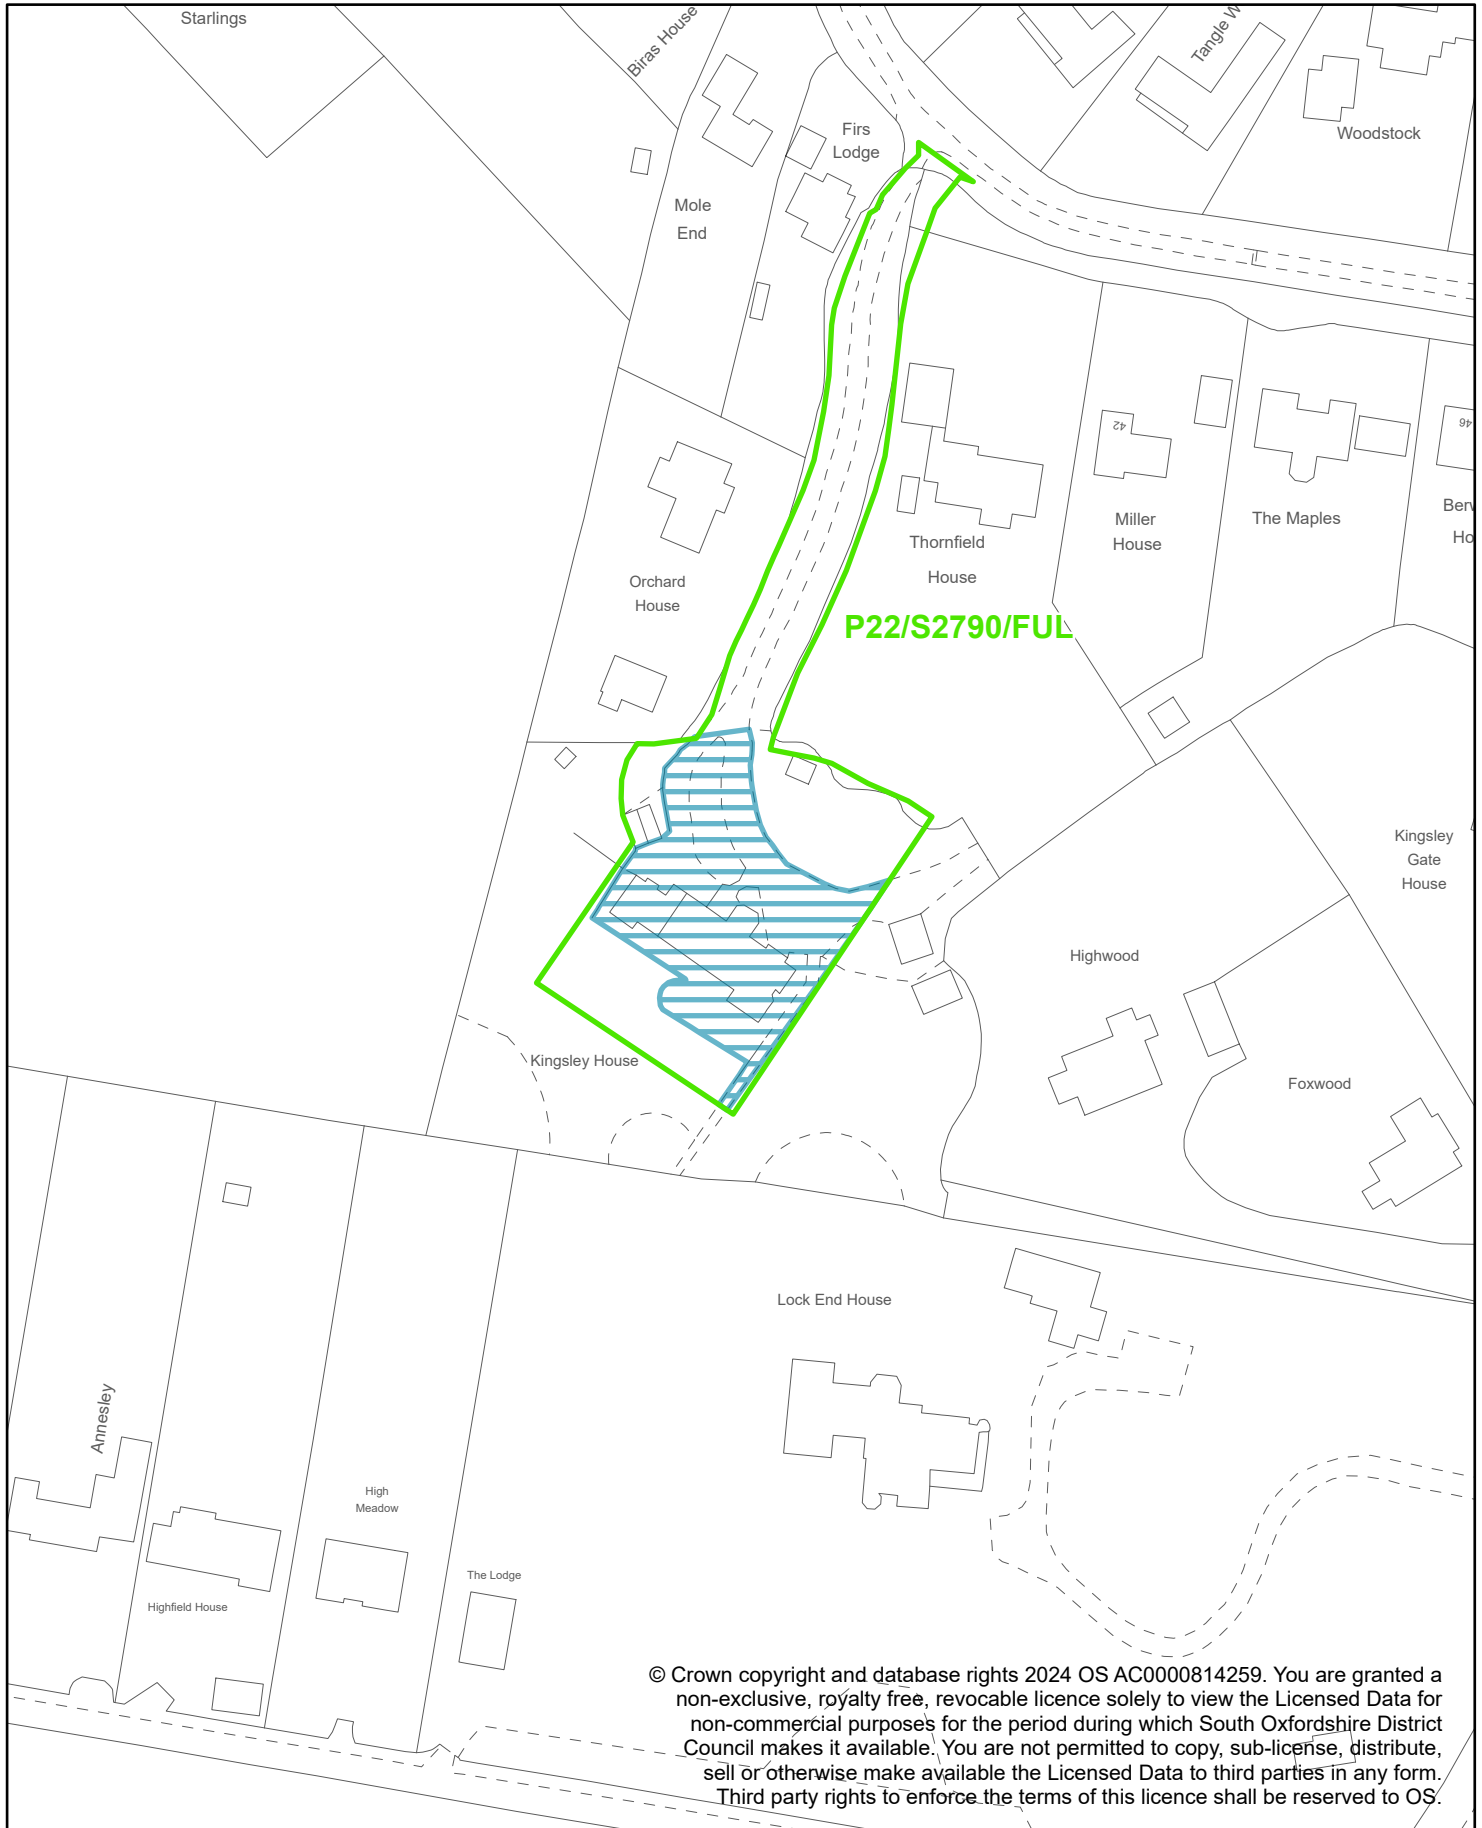 Starlings
Biras House
Tangle W
Woodstock
Firs
Lodge
Mole
End
42
46
Miller
House
The Maples
Thornfield
House
Orchard
House
P22/S2790/FUL
Kingsley
Gate
House
Highwood
Kingsley House
Foxwood
Lock End House
Annesley
High
Meadow
The Lodge
Highfield House
© Crown copyright and database rights 2024 OS AC0000814259. You are granted a
non-exclusive, royalty free, revocable licence solely to view the Licensed Data for
non-commercial purposes for the period during which South Oxfordshire District
Council makes it available. You are not permitted to copy, sub-license, distribute,
sell or otherwise make available the Licensed Data to third parties in any form.
Third party rights to enforce the terms of this licence shall be reserved to OS.